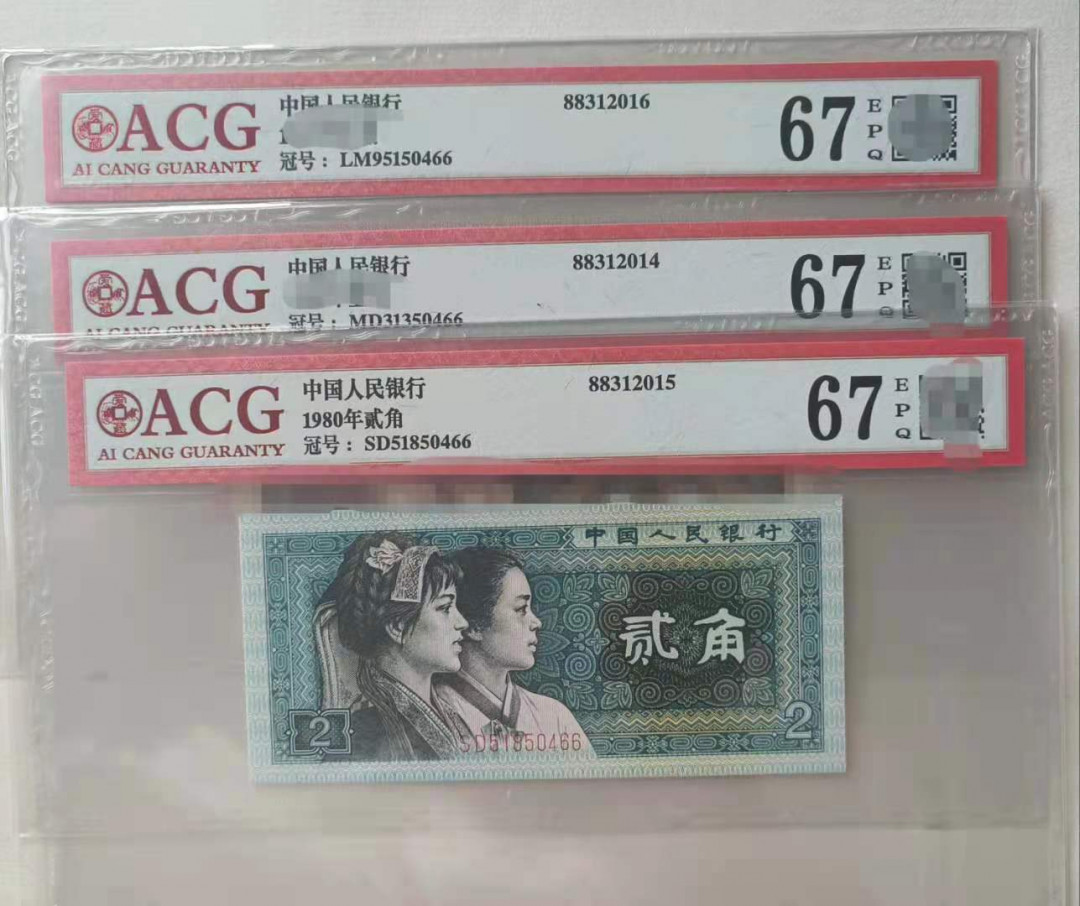 ACG
AI CANG GUARANTY
中国人民银行
冠号：LM95150466
88312016
67
EPQ
ACG
AI CANG GUARANTY
中国人民银行
冠号：MD31350466
88312014
67
EPQ
ACG
AI CANG GUARANTY
中国人民银行
1980年贰角
冠号：SD51850466
88312015
67
EPQ
中国人民银行
贰角
2
2
SD51850466